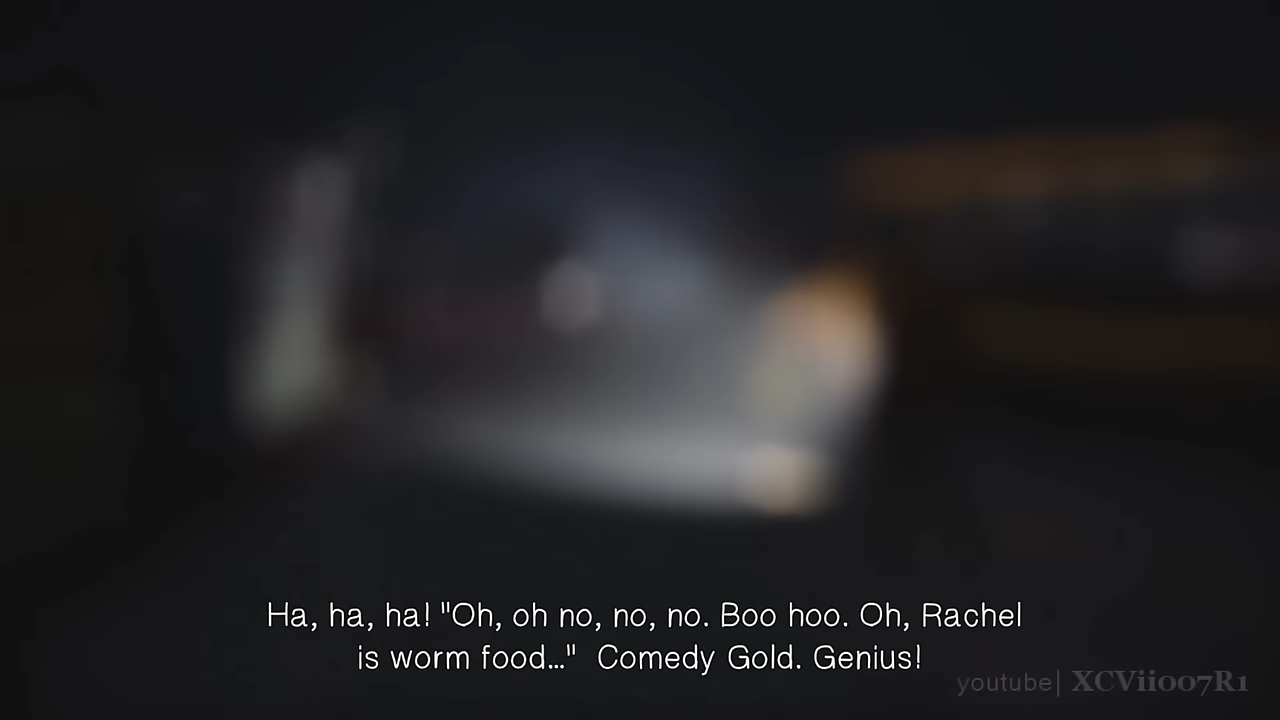 Ha, ha, ha! "Oh, oh no, no, no. Boo hoo. Oh, Rachel
is worm food..."  Comedy Gold. Genius!
youtube| XCViii007R1